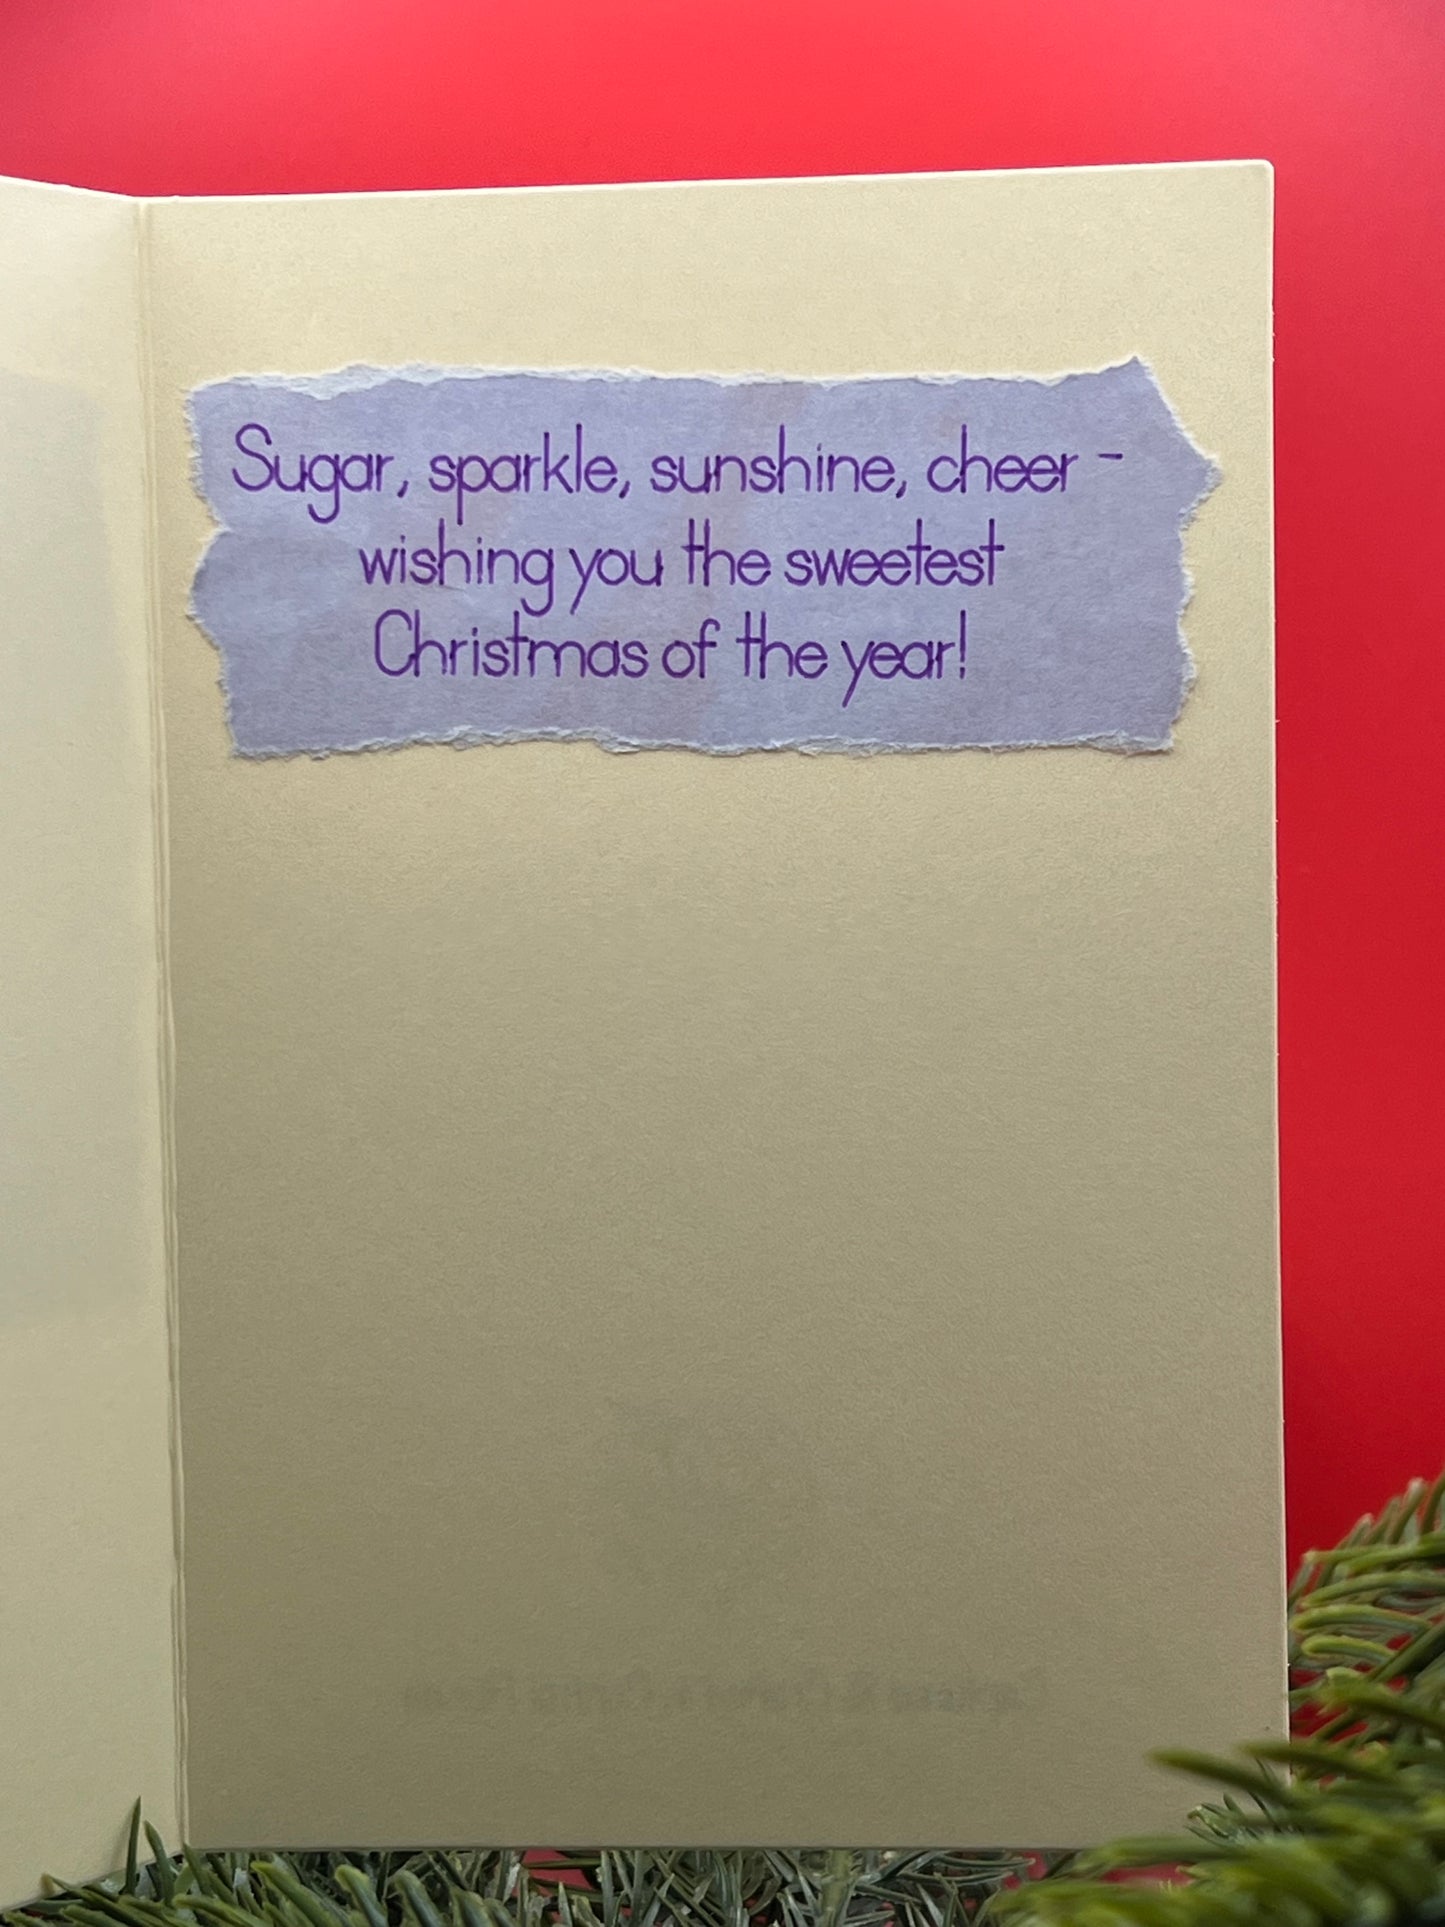 Sugar, sparkle, sunshine, cheer -
wishing you the sweetest
Christmas of the year!